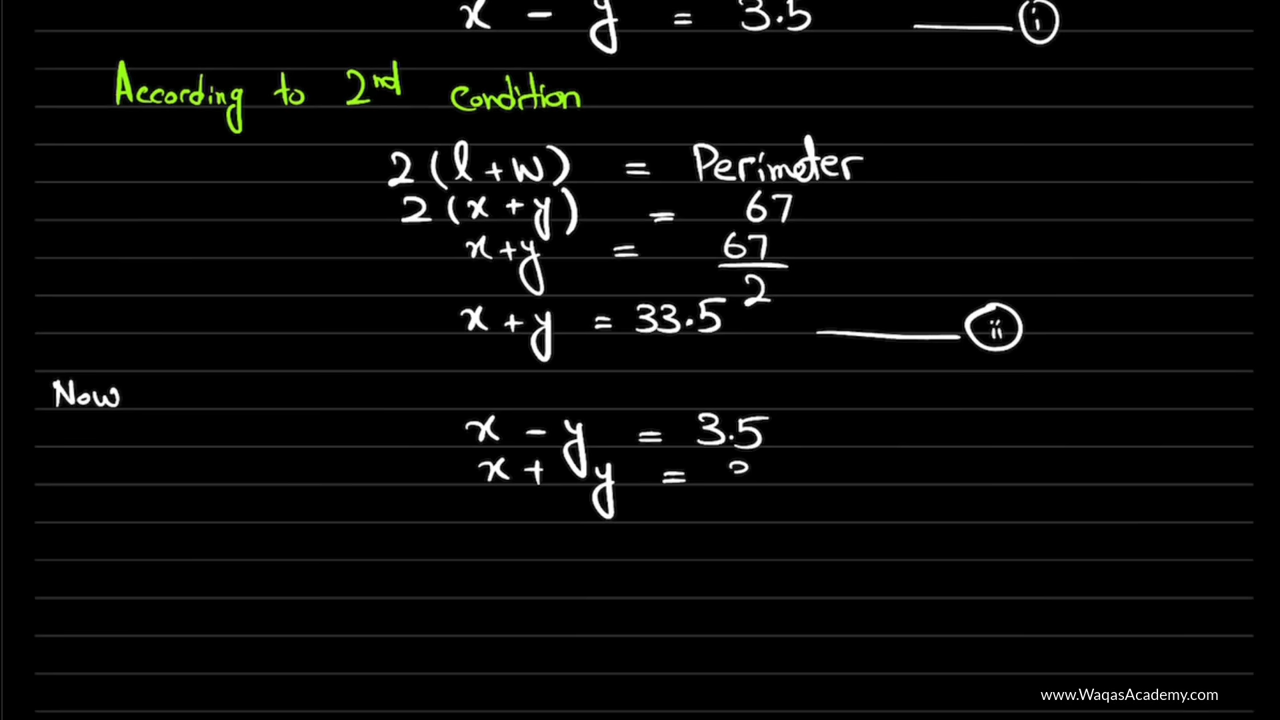 x - y = 3.5 ——— (i)
According to 2nd Condition
2(l+w) = Perimeter
2(x+y) = 67
x+y = 67/2
x+y = 33.5 ——— (ii)
Now
x - y = 3.5
x + y =
www.WaqasAcademy.com